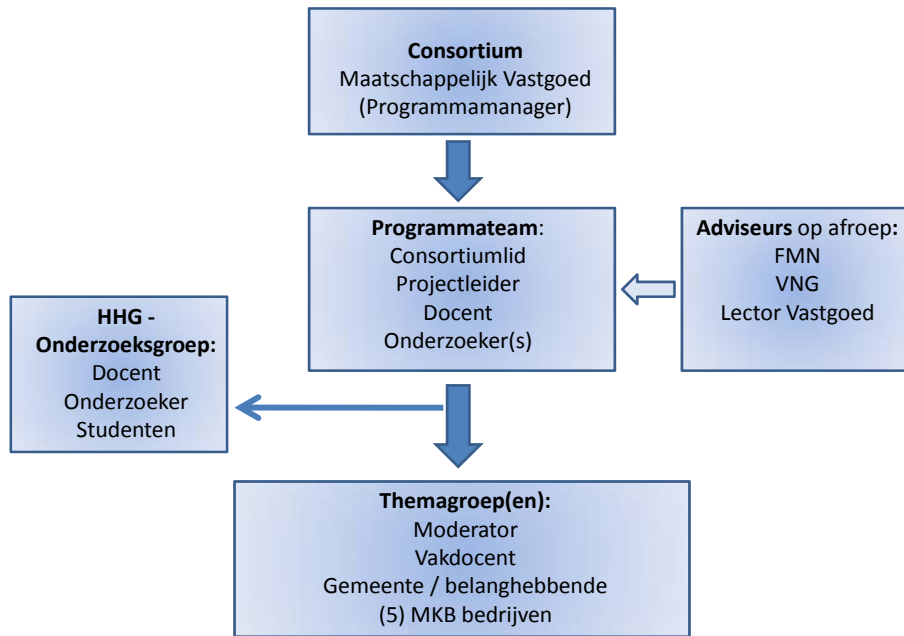 Consortium
Maatschappelijk Vastgoed
(Programmamanager)
Programmateam:
Consortiumlid
Projectleider
Docent
Onderzoeker(s)
Adviseurs op afroep:
FMN
VNG
Lector Vastgoed
HHG -
Onderzoeksgroep:
Docent
Onderzoeker
Studenten
Themagroep(en):
Moderator
Vakdocent
Gemeente / belanghebbende
(5) MKB bedrijven